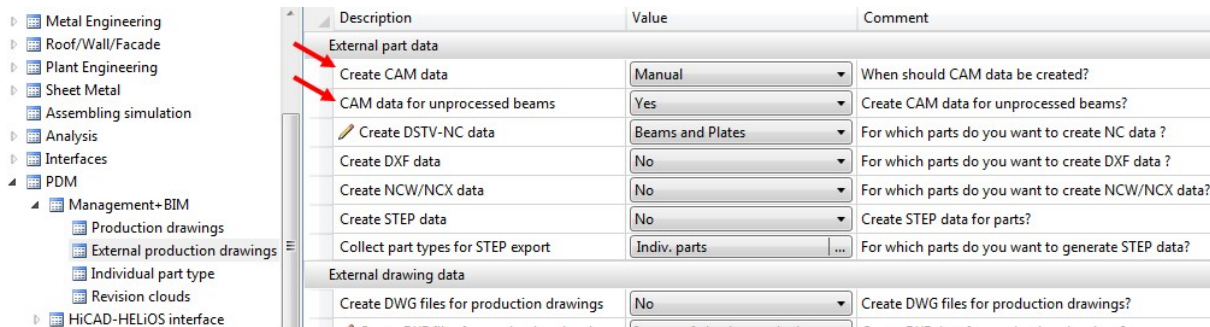 Metal Engineering
Roof/Wall/Facade
Plant Engineering
Sheet Metal
Assembling simulation
Analysis
Interfaces
PDM
Management+BIM
Production drawings
External production drawings
Individual part type
Revision clouds
HiCAD-HELiOS interface
Description Value Comment
External part data
Create CAM data Manual When should CAM data be created?
CAM data for unprocessed beams Yes Create CAM data for unprocessed beams?
Create DSTV-NC data Beams and Plates For which parts do you want to create NC data ?
Create DXF data No For which parts do you want to create DXF data ?
Create NCW/NCX data No For which parts do you want to create NCW/NCX data?
Create STEP data No Create STEP data for parts?
Collect part types for STEP export Indiv. parts ... For which parts do you want to generate STEP data?
External drawing data
Create DWG files for production drawings No Create DWG files for production drawings?